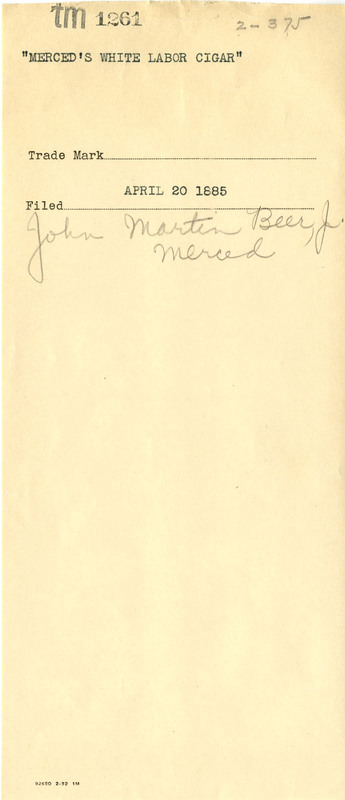 tm 1261
2-375
"MERCED'S WHITE LABOR CIGAR"
Trade Mark
APRIL 20 1885
Filed
John Martin Beer, Jr.
Merced
92650 2-32 1M